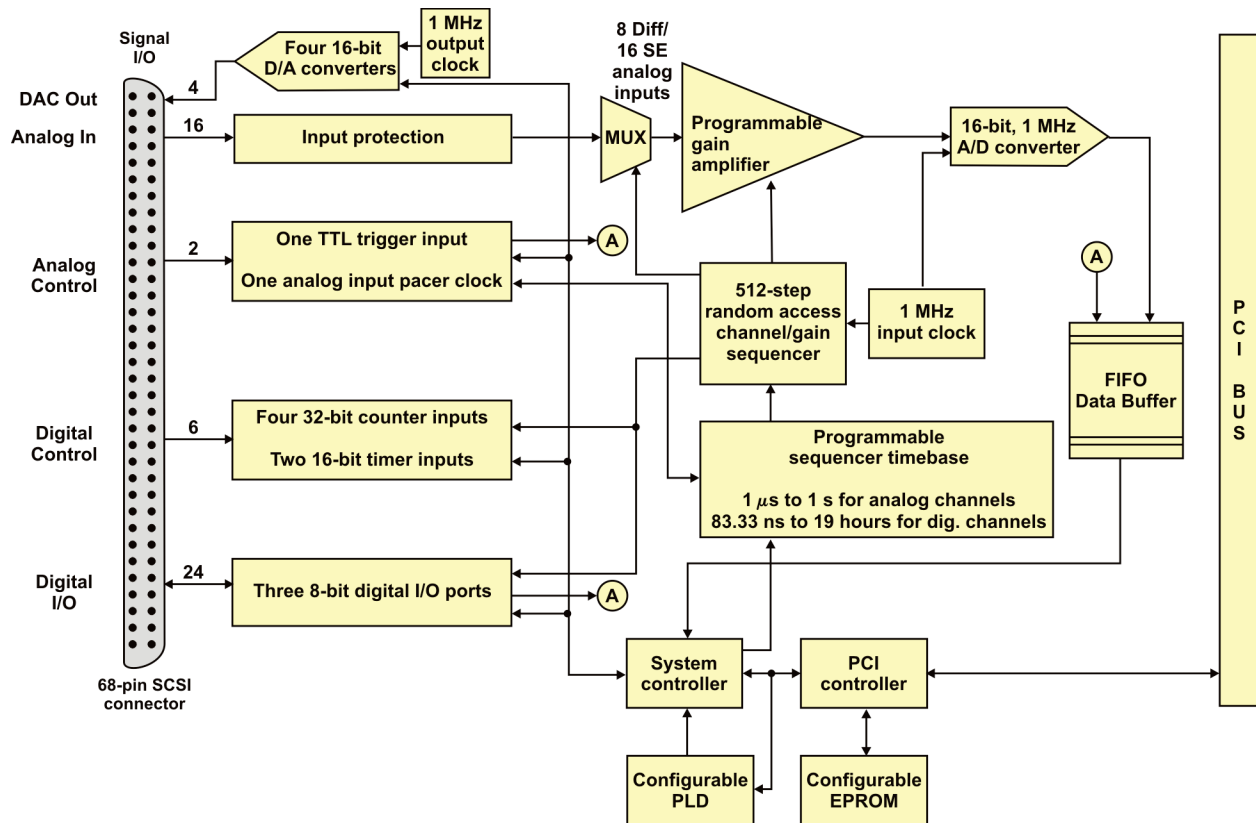 Signal
I/O
Four 16-bit
D/A converters
1 MHz
output
clock
8 Diff/
16 SE
analog
inputs
DAC Out
4
Analog In
16
Input protection
MUX
Programmable
gain
amplifier
16-bit, 1 MHz
A/D converter
Analog
Control
2
One TTL trigger input
One analog input pacer clock
A
512-step
random access
channel/gain
sequencer
1 MHz
input clock
A
FIFO
Data Buffer
PCI BUS
Digital
Control
6
Four 32-bit counter inputs
Two 16-bit timer inputs
Programmable
sequencer timebase
1 μs to 1 s for analog channels
83.33 ns to 19 hours for dig. channels
Digital
I/O
24
Three 8-bit digital I/O ports
A
68-pin SCSI
connector
System
controller
PCI
controller
Configurable
PLD
Configurable
EPROM